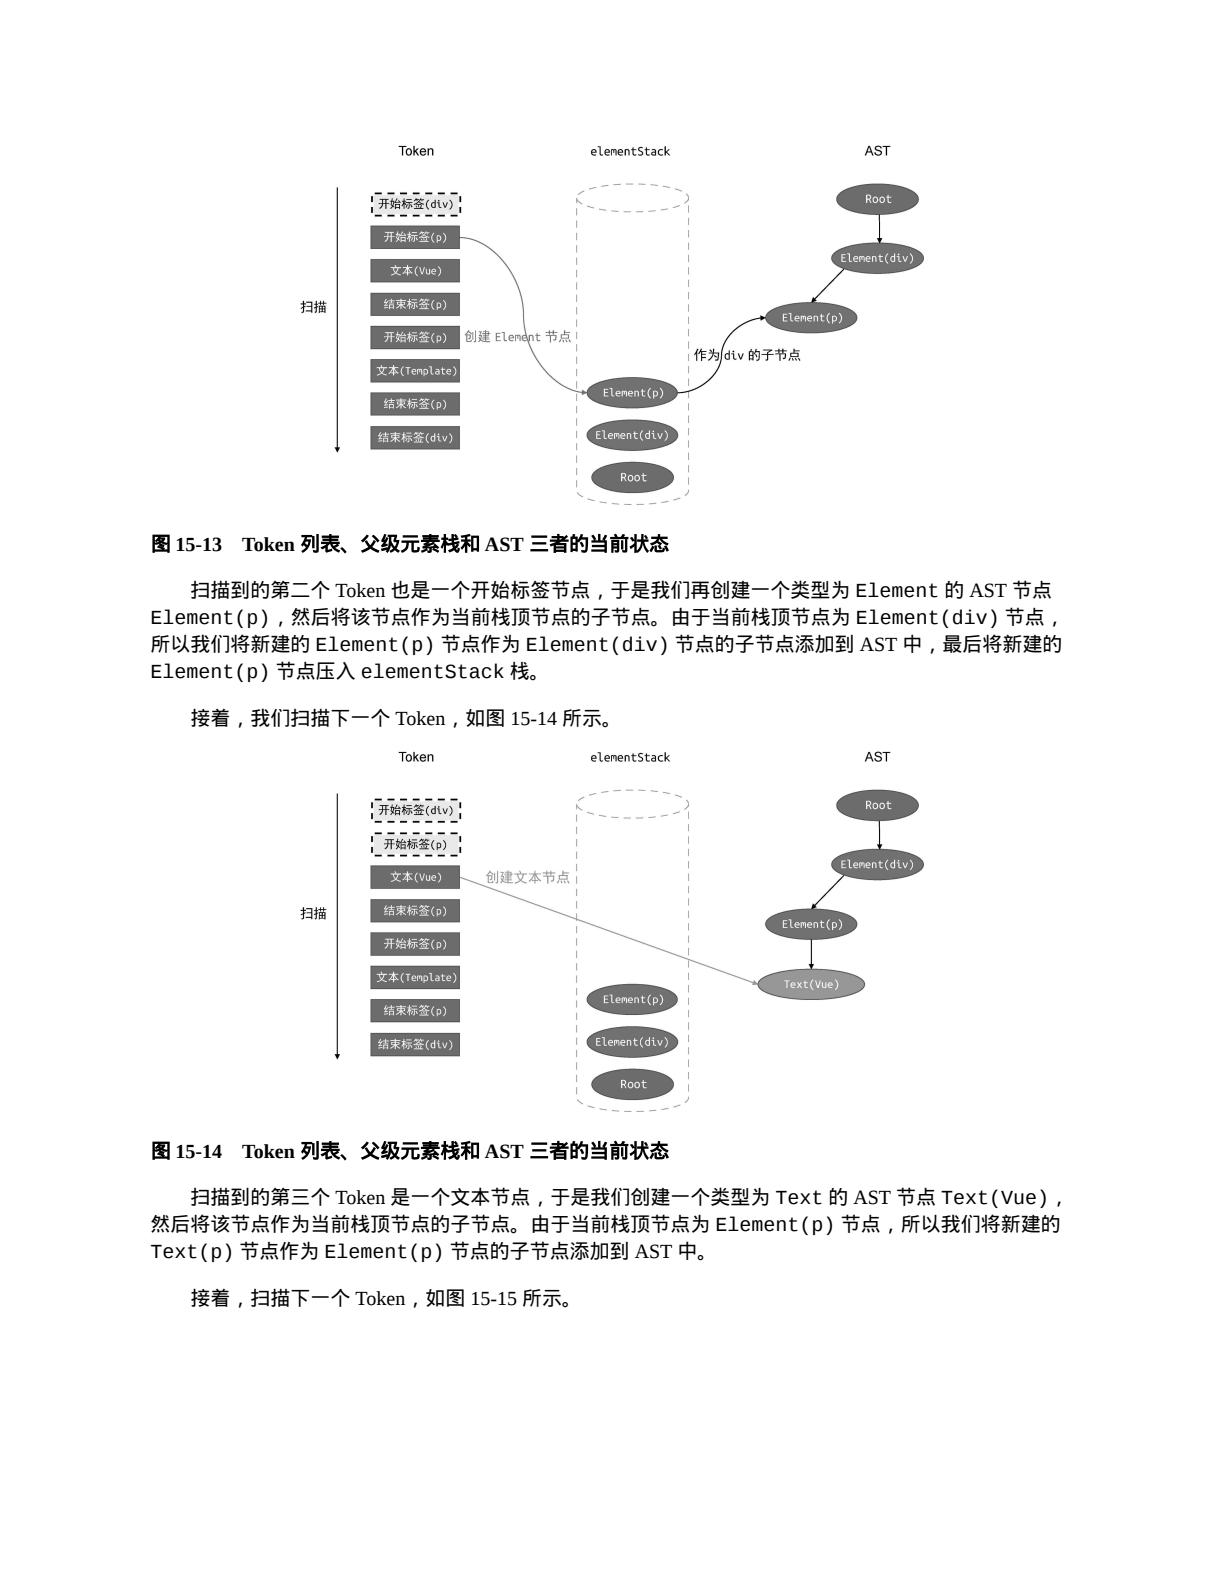 Token
elementStack
AST
开始标签(div)
开始标签(p)
文本(Vue)
结束标签(p)
开始标签(p)
文本(Template)
结束标签(p)
结束标签(div)
扫描
创建 Element 节点
Element(p)
Element(div)
Root
作为 div 的子节点
Root
Element(div)
Element(p)
图 15-13 Token 列表、父级元素栈和 AST 三者的当前状态
扫描到的第二个 Token 也是一个开始标签节点，于是我们再创建一个类型为 Element 的 AST 节点
Element(p)，然后将该节点作为当前栈顶节点的子节点。由于当前栈顶节点为 Element(div) 节点，
所以我们将新建的 Element(p) 节点作为 Element(div) 节点的子节点添加到 AST 中，最后将新建的
Element(p) 节点压入 elementStack 栈。
接着，我们扫描下一个 Token，如图 15-14 所示。
Token
elementStack
AST
开始标签(div)
开始标签(p)
文本(Vue)
结束标签(p)
开始标签(p)
文本(Template)
结束标签(p)
结束标签(div)
扫描
创建文本节点
Element(p)
Element(div)
Root
Root
Element(div)
Element(p)
Text(Vue)
图 15-14 Token 列表、父级元素栈和 AST 三者的当前状态
扫描到的第三个 Token 是一个文本节点，于是我们创建一个类型为 Text 的 AST 节点 Text(Vue)，
然后将该节点作为当前栈顶节点的子节点。由于当前栈顶节点为 Element(p) 节点，所以我们将新建的
Text(p) 节点作为 Element(p) 节点的子节点添加到 AST 中。
接着，扫描下一个 Token，如图 15-15 所示。